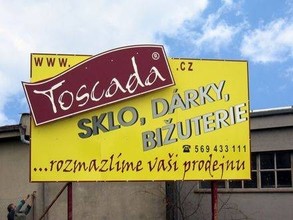 www. .cz
Toscada®
SKLO, DÁRKY,
BIŽUTERIE
☎ 569 433 111
...rozmazlíme vaši prodejnu